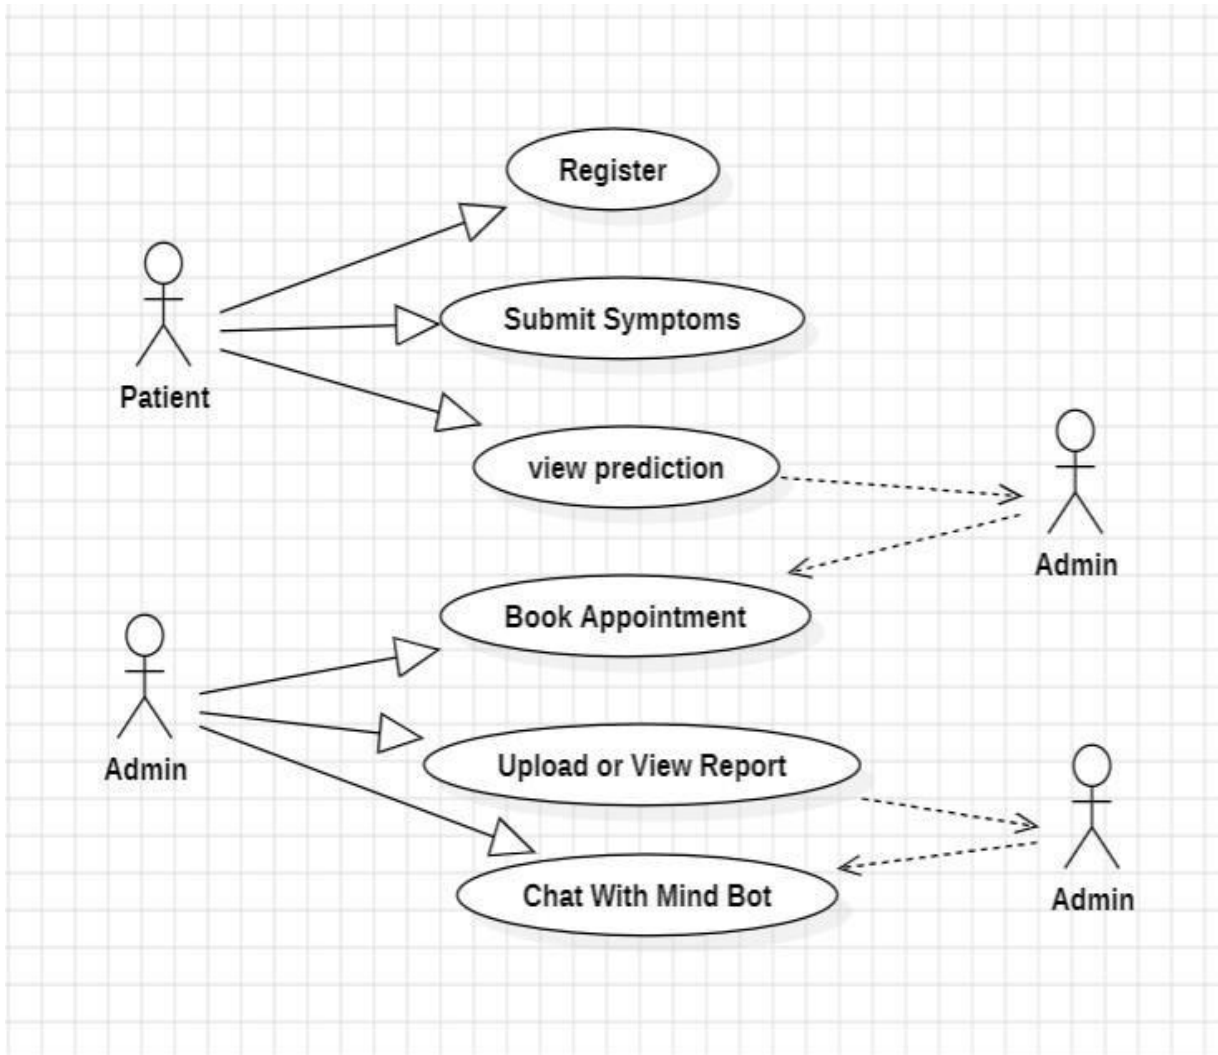 Register
Submit Symptoms
Patient
view prediction
Admin
Book Appointment
Admin
Upload or View Report
Chat With Mind Bot
Admin